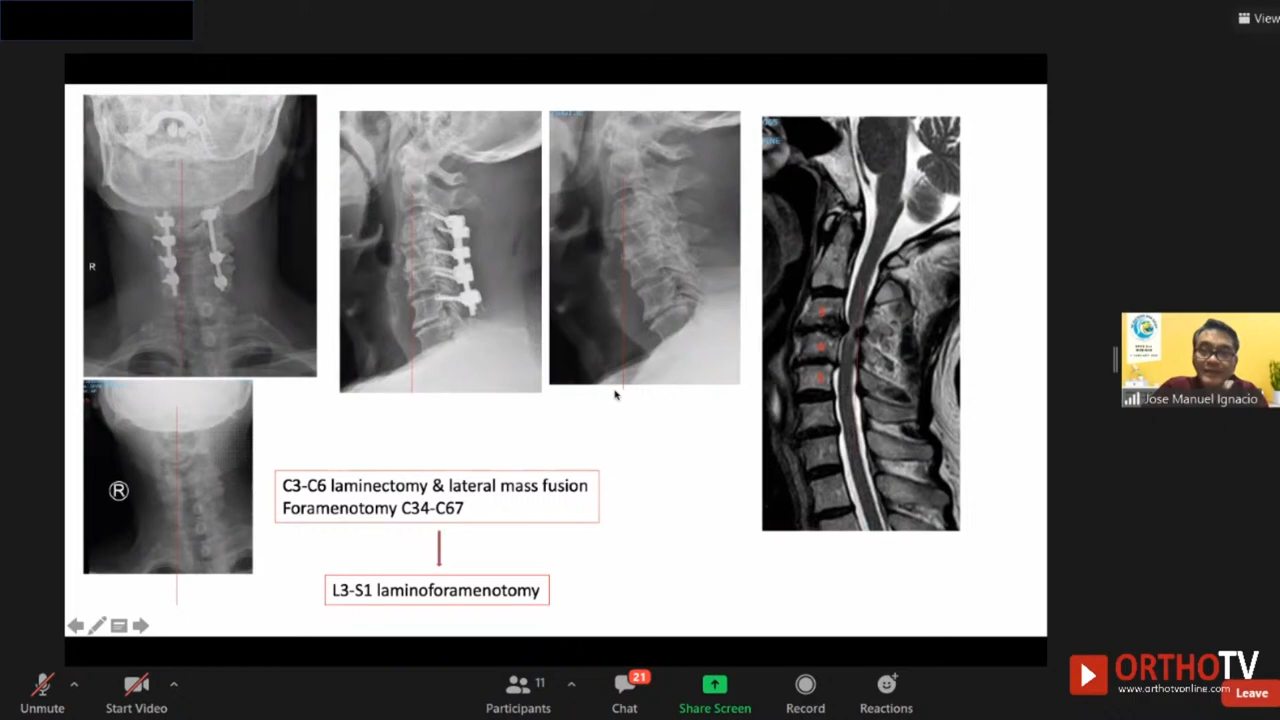 View
R
R
C3-C6 laminectomy & lateral mass fusion
Foramenotomy C34-C67
L3-S1 laminoforamenotomy
Jose Manuel Ignacio
ORTHOTV
www.orthotvonline.com
Unmute
Start Video
11
Participants
21
Chat
Share Screen
Record
Reactions
Leave